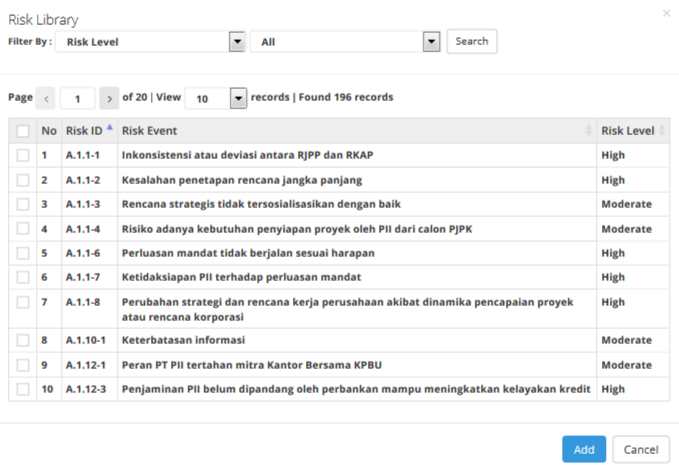 Risk Library
Filter By : Risk Level All Search
Page 1 of 20 | View 10 records | Found 196 records
No Risk ID Risk Event Risk Level
1 A.1.1-1 Inkonsistensi atau deviasi antara RJPP dan RKAP High
2 A.1.1-2 Kesalahan penetapan rencana jangka panjang High
3 A.1.1-3 Rencana strategis tidak tersosialisasikan dengan baik Moderate
4 A.1.1-4 Risiko adanya kebutuhan penyiapan proyek oleh PII dari calon PJPK Moderate
5 A.1.1-6 Perluasan mandat tidak berjalan sesuai harapan High
6 A.1.1-7 Ketidaksiapan PII terhadap perluasan mandat High
7 A.1.1-8 Perubahan strategi dan rencana kerja perusahaan akibat dinamika pencapaian proyek High
atau rencana korporasi
8 A.1.10-1 Keterbatasan informasi Moderate
9 A.1.12-1 Peran PT PII tertahan mitra Kantor Bersama KPBU Moderate
10 A.1.12-3 Penjaminan PII belum dipandang oleh perbankan mampu meningkatkan kelayakan kredit High
Add Cancel